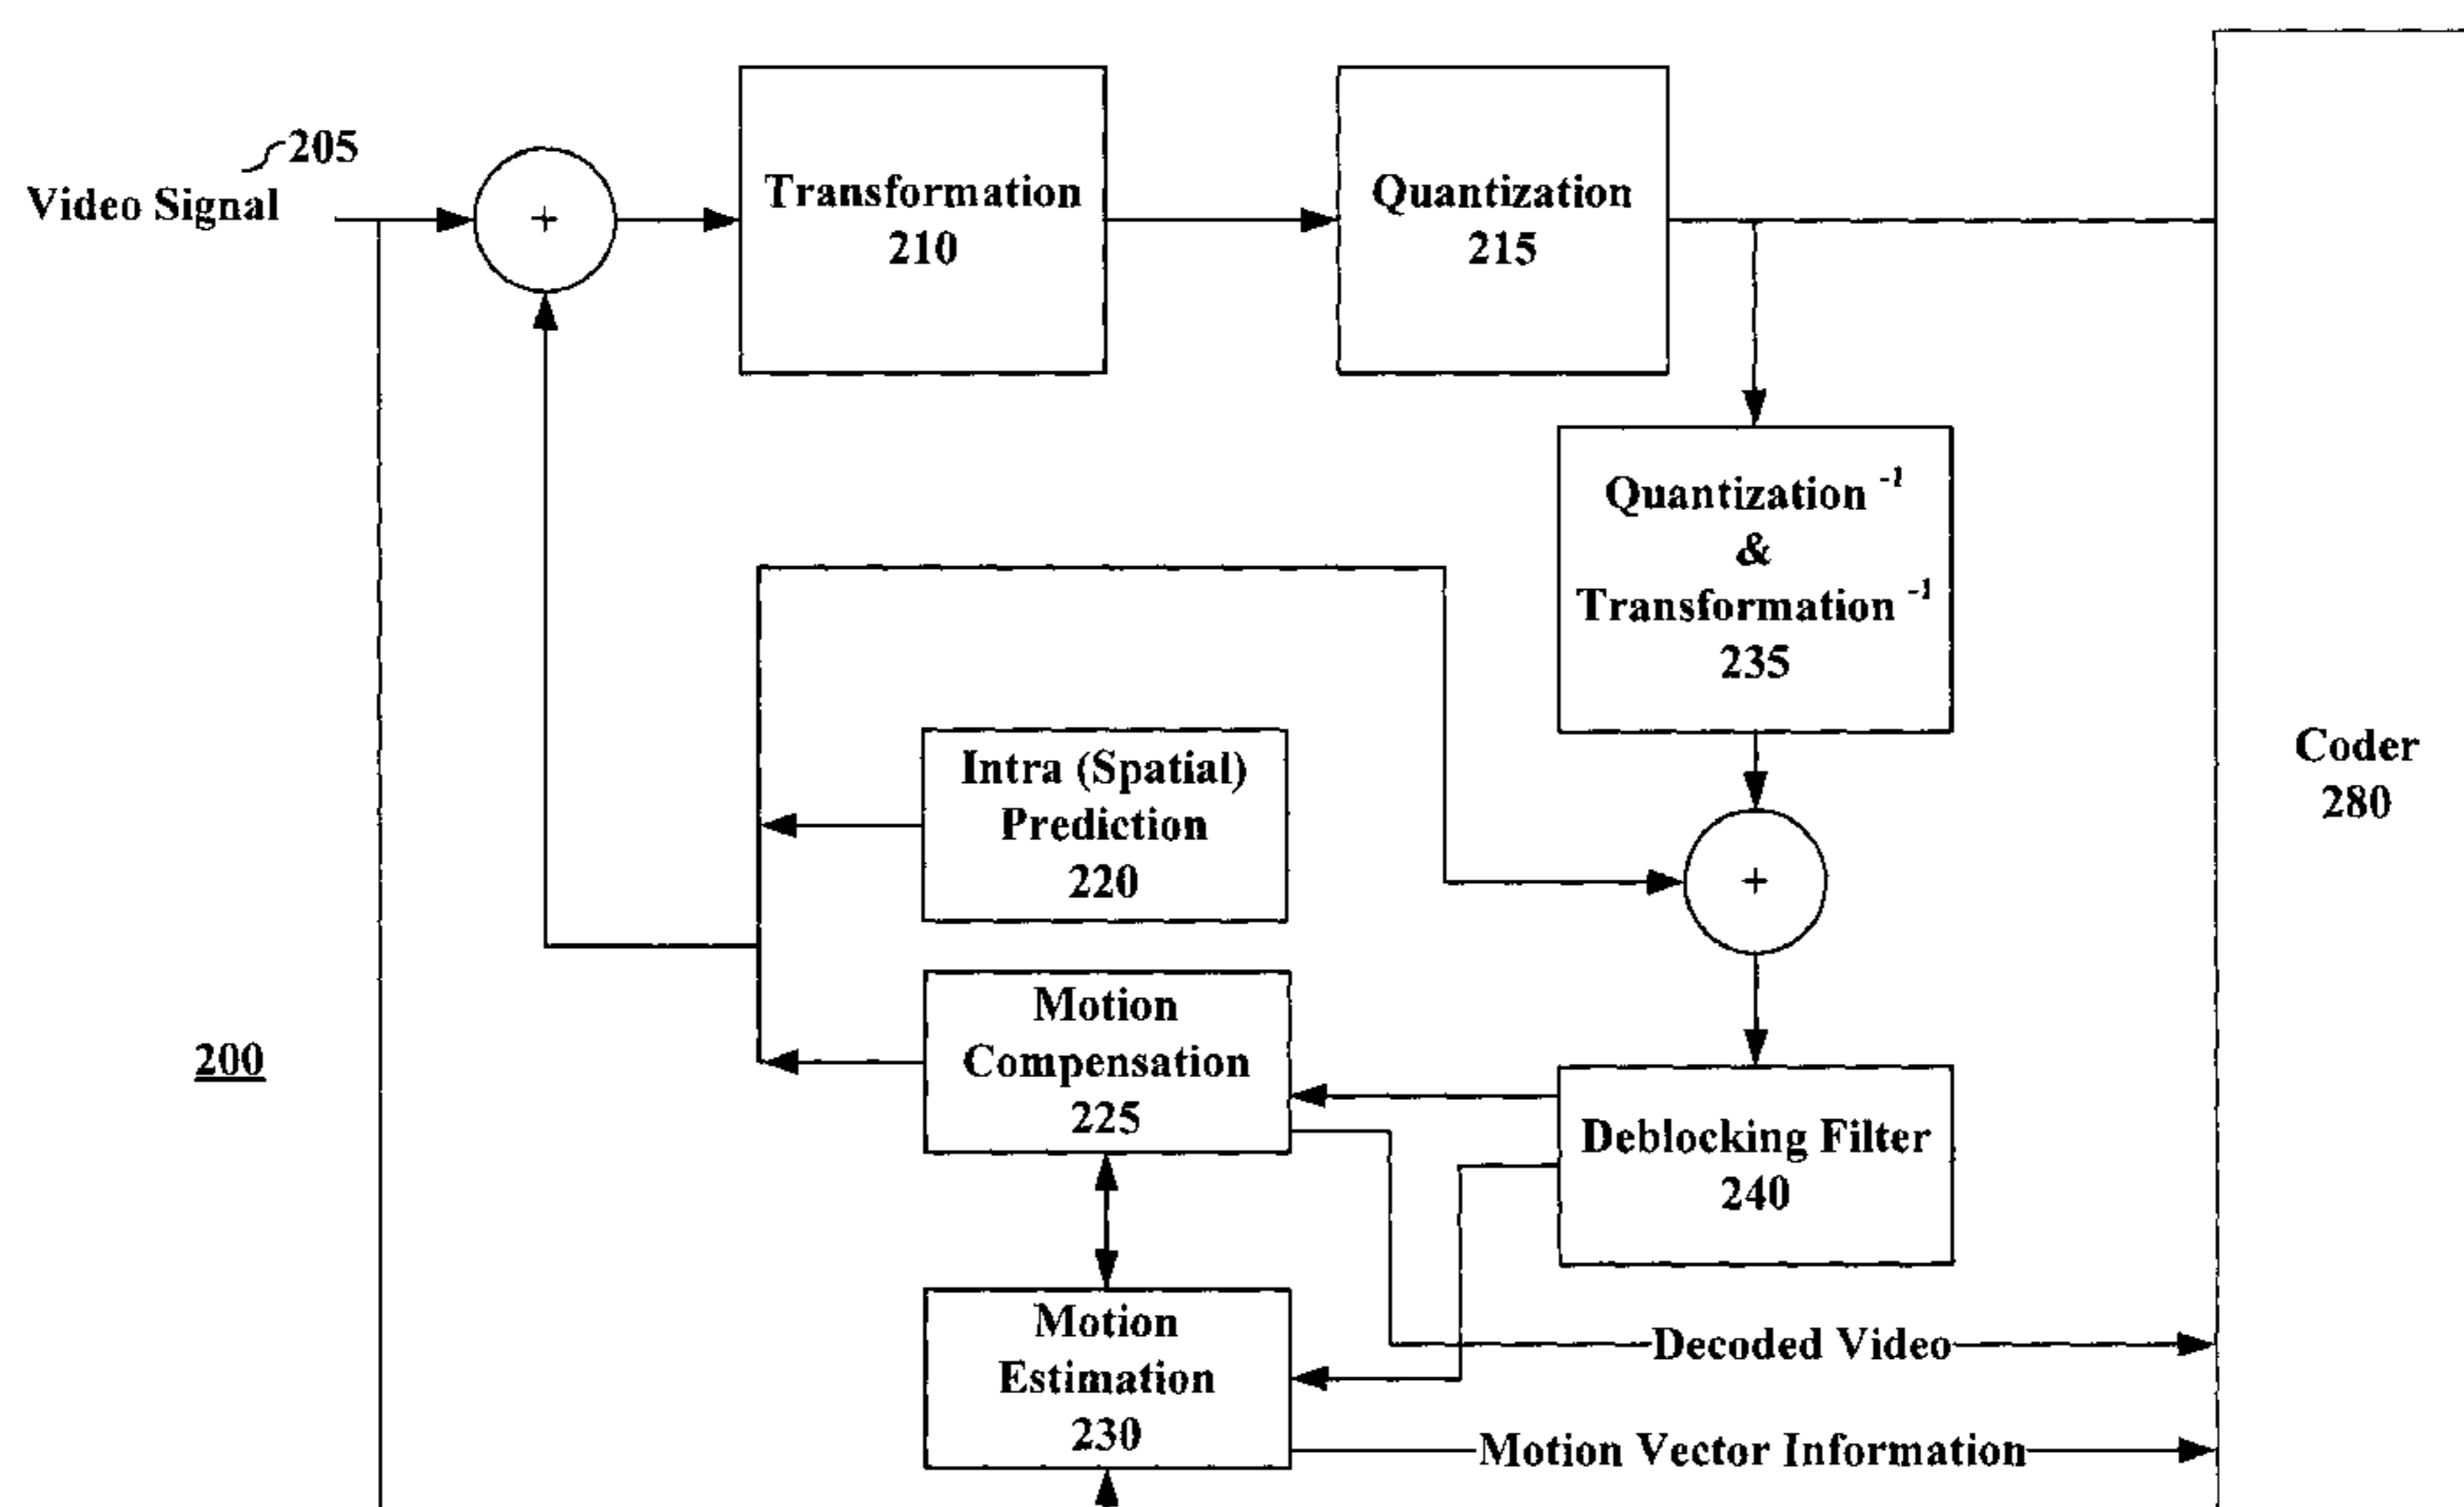 205
Video Signal
+
Transformation
210
Quantization
215
Quantization -1
&
Transformation -1
235
Intra (Spatial)
Prediction
220
+
Coder
280
Motion
Compensation
225
200
Deblocking Filter
240
Motion
Estimation
230
Decoded Video
Motion Vector Information